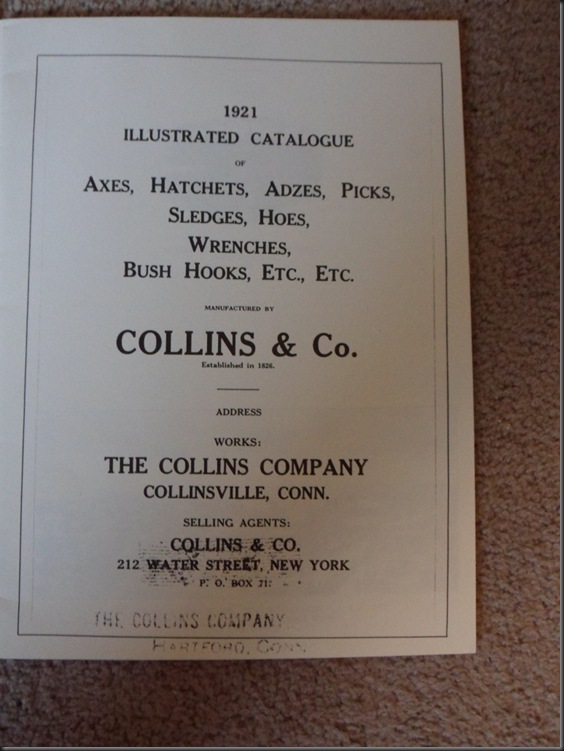 1921
ILLUSTRATED CATALOGUE
OF
AXES, HATCHETS, ADZES, PICKS,
SLEDGES, HOES,
WRENCHES,
BUSH HOOKS, ETC., ETC.
MANUFACTURED BY
COLLINS & Co.
Established in 1826.
ADDRESS
WORKS:
THE COLLINS COMPANY
COLLINSVILLE, CONN.
SELLING AGENTS:
COLLINS & CO.
212 WATER STREET, NEW YORK
P. O. BOX
THE COLLINS COMPANY
HARTFORD, CONN.